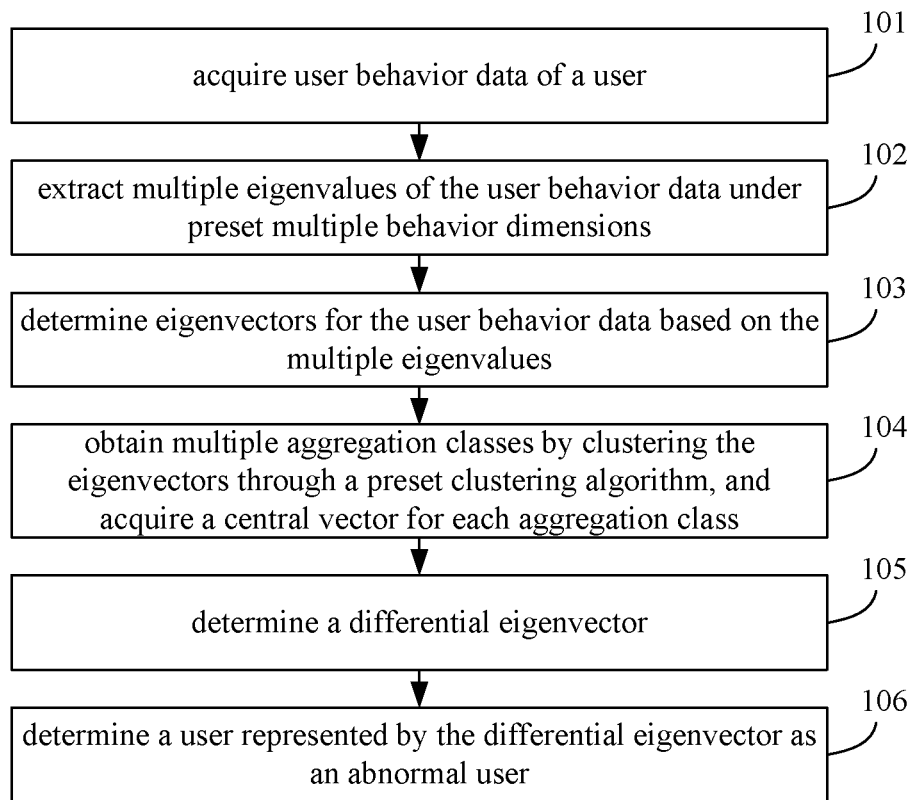 101
acquire user behavior data of a user
102
extract multiple eigenvalues of the user behavior data under
preset multiple behavior dimensions
103
determine eigenvectors for the user behavior data based on the
multiple eigenvalues
104
obtain multiple aggregation classes by clustering the
eigenvectors through a preset clustering algorithm, and
acquire a central vector for each aggregation class
105
determine a differential eigenvector
106
determine a user represented by the differential eigenvector as
an abnormal user